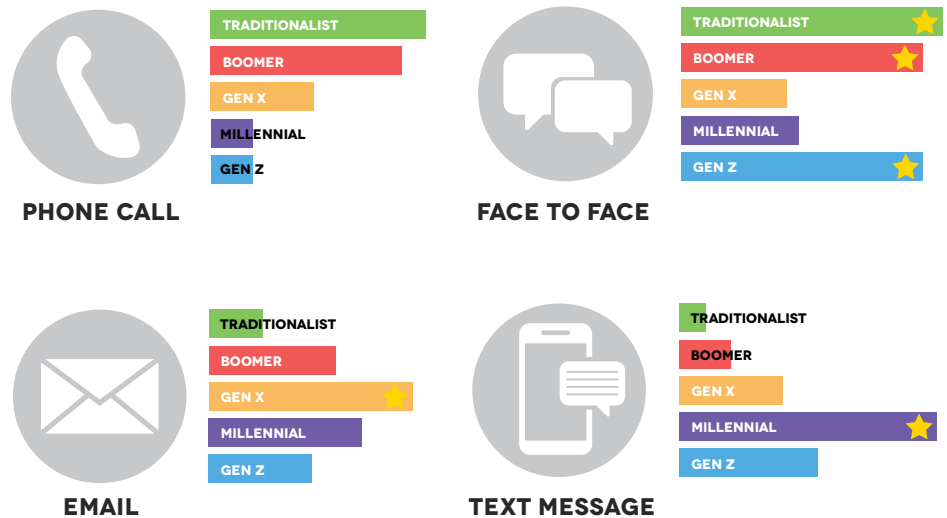 TRADITIONALIST
BOOMER
GEN X
MILLENNIAL
GEN Z
PHONE CALL
TRADITIONALIST
BOOMER
GEN X
MILLENNIAL
GEN Z
FACE TO FACE
TRADITIONALIST
BOOMER
GEN X
MILLENNIAL
GEN Z
EMAIL
TRADITIONALIST
BOOMER
GEN X
MILLENNIAL
GEN Z
TEXT MESSAGE